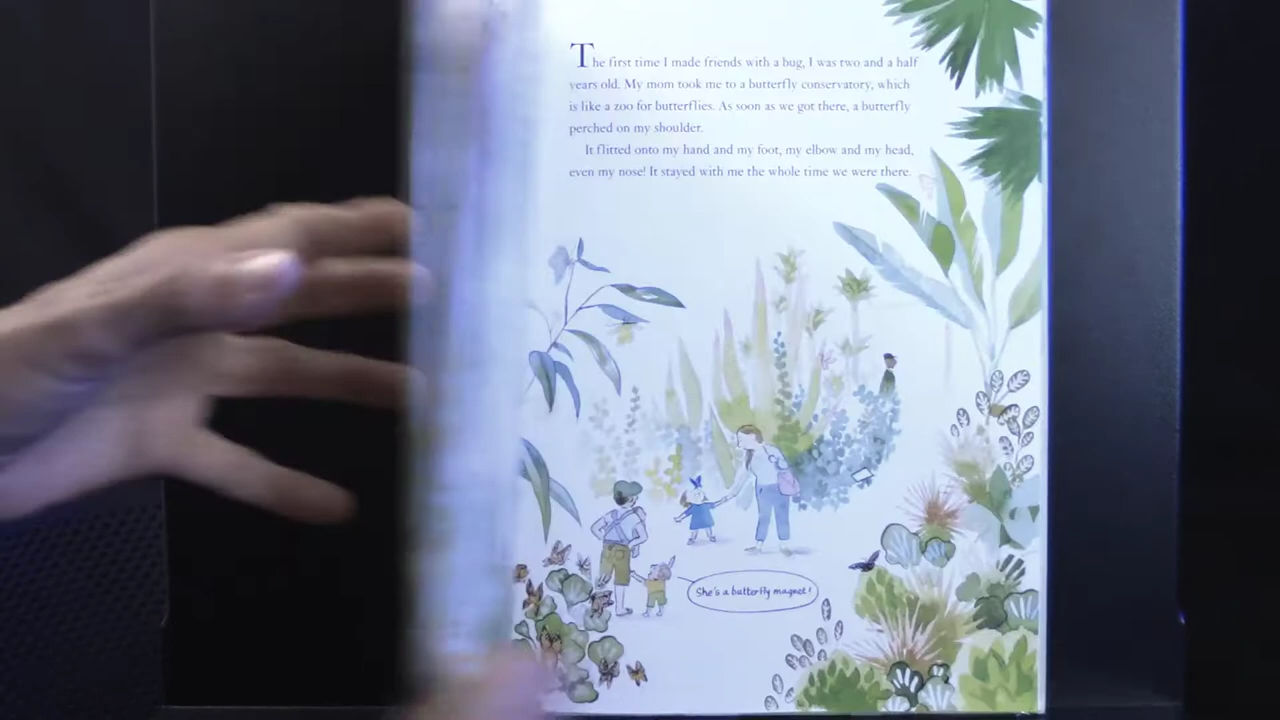 The first time I made friends with a bug, I was two and a half
years old. My mom took me to a butterfly conservatory, which
is like a zoo for butterflies. As soon as we got there, a butterfly
perched on my shoulder.
It flitted onto my hand and my foot, my elbow and my head,
even my nose! It stayed with me the whole time we were there.
She's a butterfly magnet!